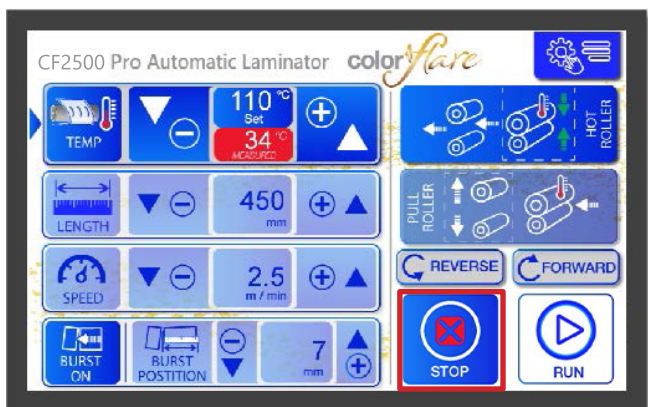 CF2500 Pro Automatic Laminator colorflare
TEMP
110 °C
Set
34 °C
MEASURED
HOT ROLLER
LENGTH
450
mm
PULL ROLLER
SPEED
2.5
m / min
REVERSE
FORWARD
BURST ON
BURST POSTITION
7
mm
STOP
RUN